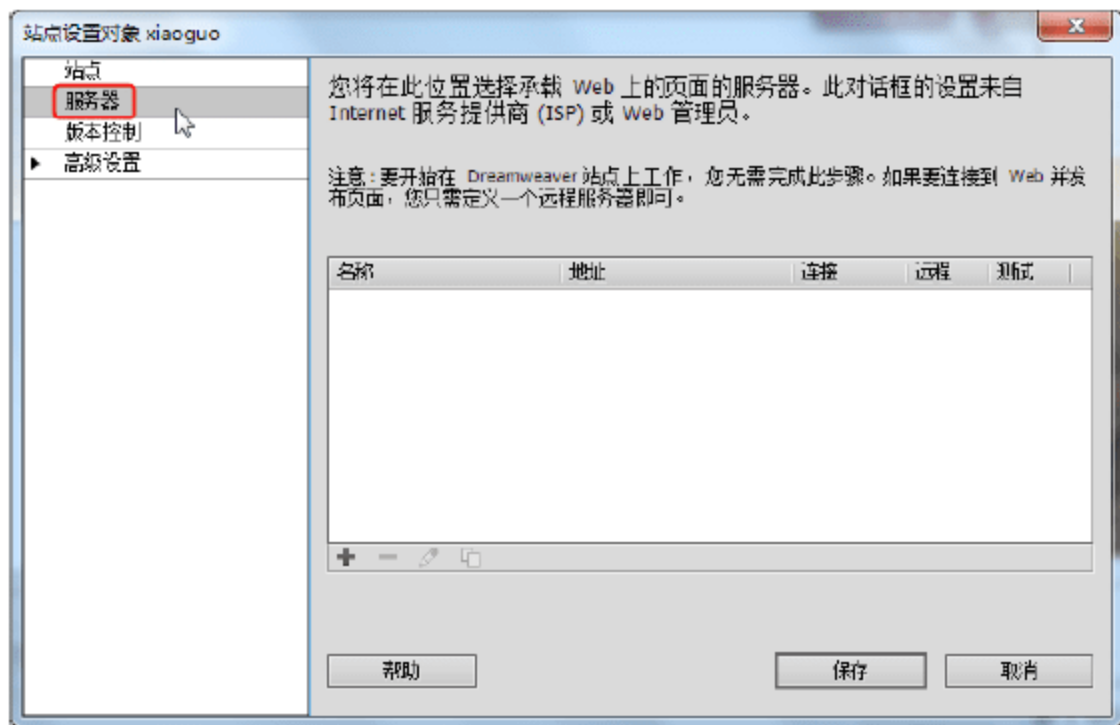 站点设置对象 xiaoguo
站点
服务器
版本控制
高级设置
您将在此位置选择承载 Web 上的页面的服务器。此对话框的设置来自
Internet 服务提供商 (ISP) 或 Web 管理员。
注意：要开始在 Dreamweaver 站点上工作，您无需完成此步骤。如果要连接到 Web 并发
布页面，您只需定义一个远程服务器即可。
名称 地址 连接 远程 测试
帮助 保存 取消